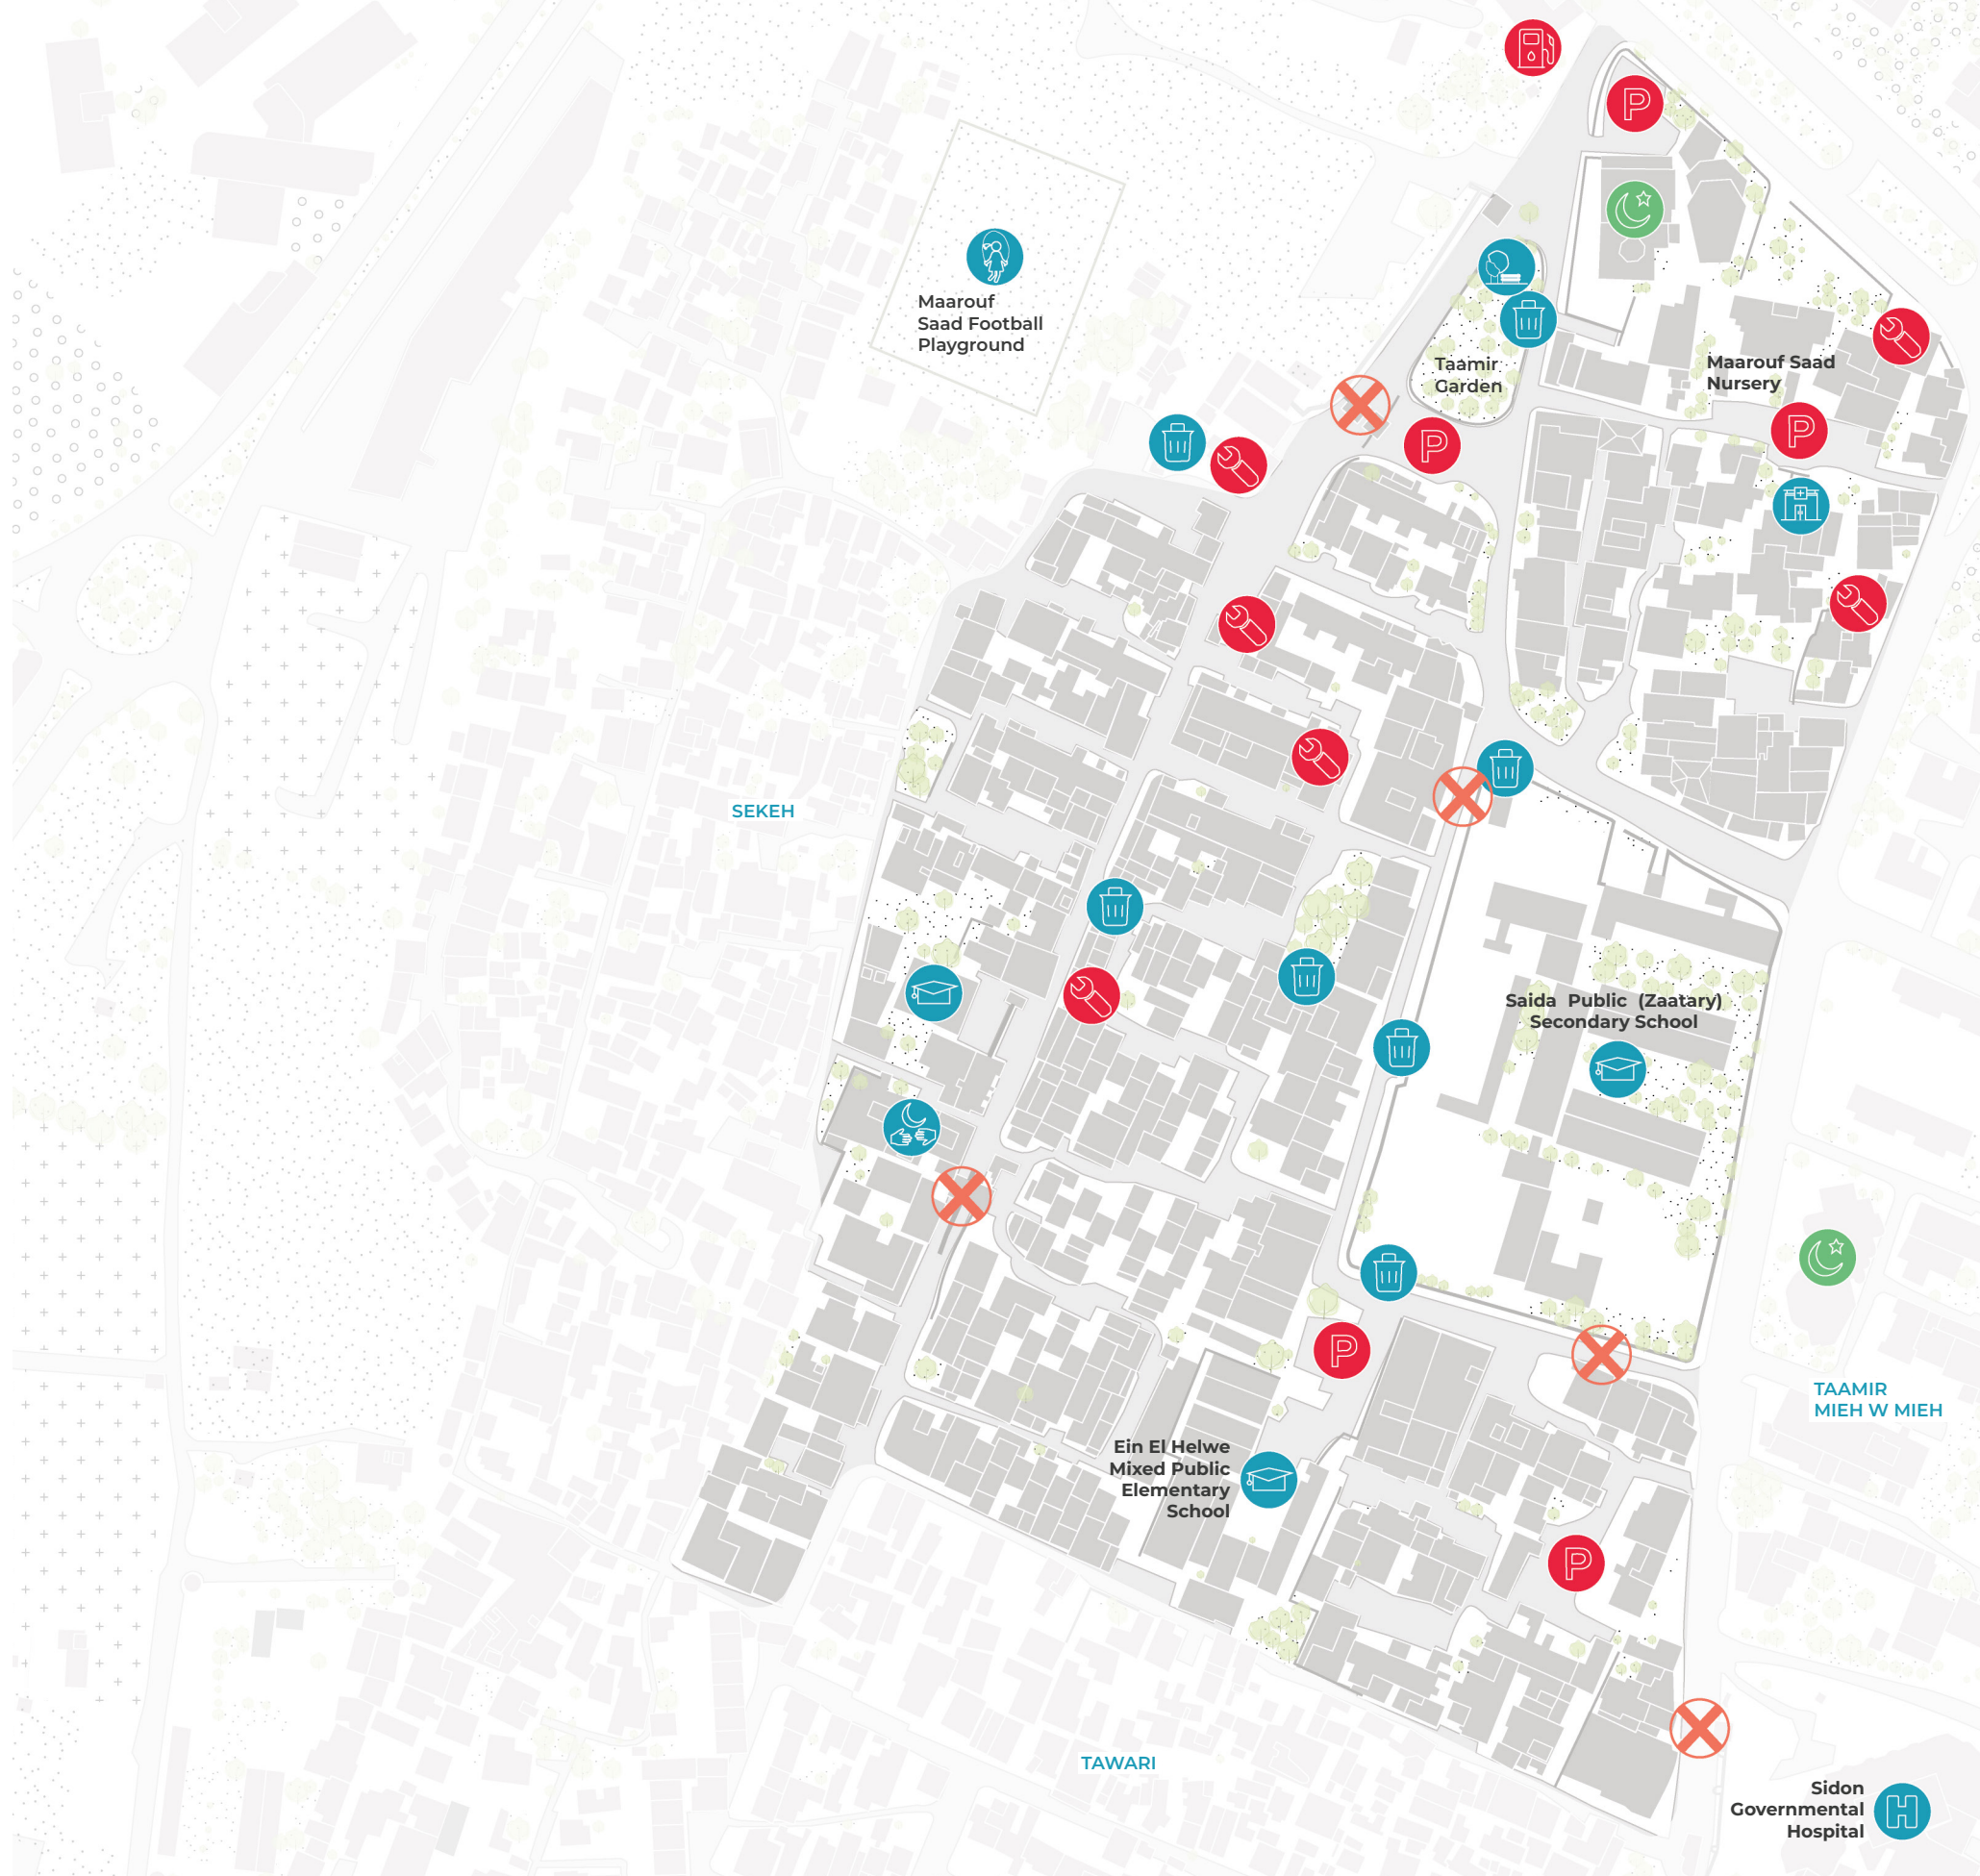 P
Maarouf
Saad Football
Playground
Taamir
Garden
Maarouf Saad
Nursery
P
P
SEKEH
Saida Public (Zaatary)
Secondary School
P
TAAMIR
MIEH W MIEH
Ein El Helwe
Mixed Public
Elementary
School
P
TAWARI
Sidon
Governmental
Hospital
H